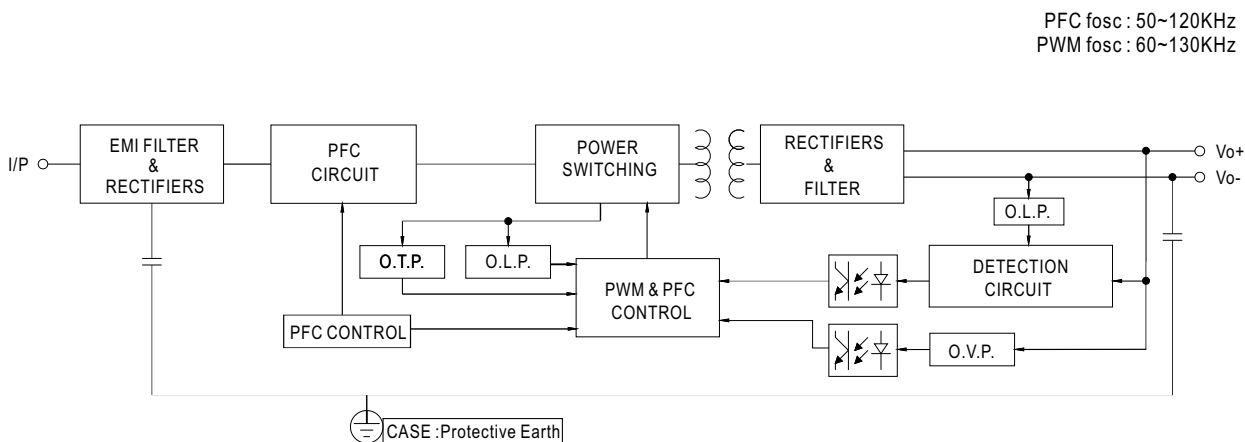 PFC fosc : 50~120KHz
PWM fosc : 60~130KHz
I/P
EMI FILTER
&
RECTIFIERS
PFC
CIRCUIT
POWER
SWITCHING
RECTIFIERS
&
FILTER
Vo+
Vo-
O.L.P.
O.T.P.
O.L.P.
PWM & PFC
CONTROL
DETECTION
CIRCUIT
PFC CONTROL
O.V.P.
CASE :Protective Earth